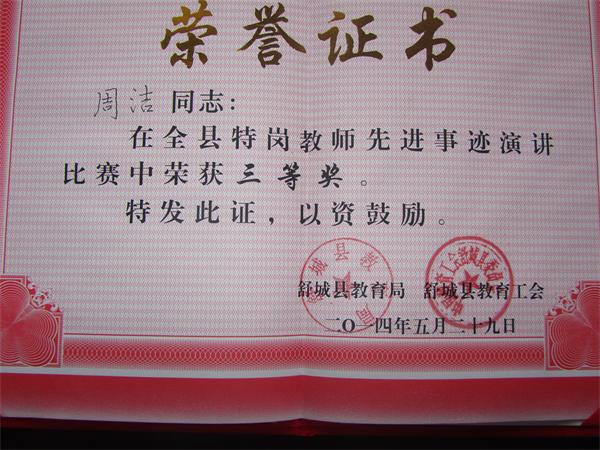 荣誉证书
周洁 同志：
在全县特岗教师先进事迹演讲
比赛中荣获三等奖。
特发此证，以资鼓励。
舒城县教育局 舒城县教育工会
二〇一四年五月二十九日